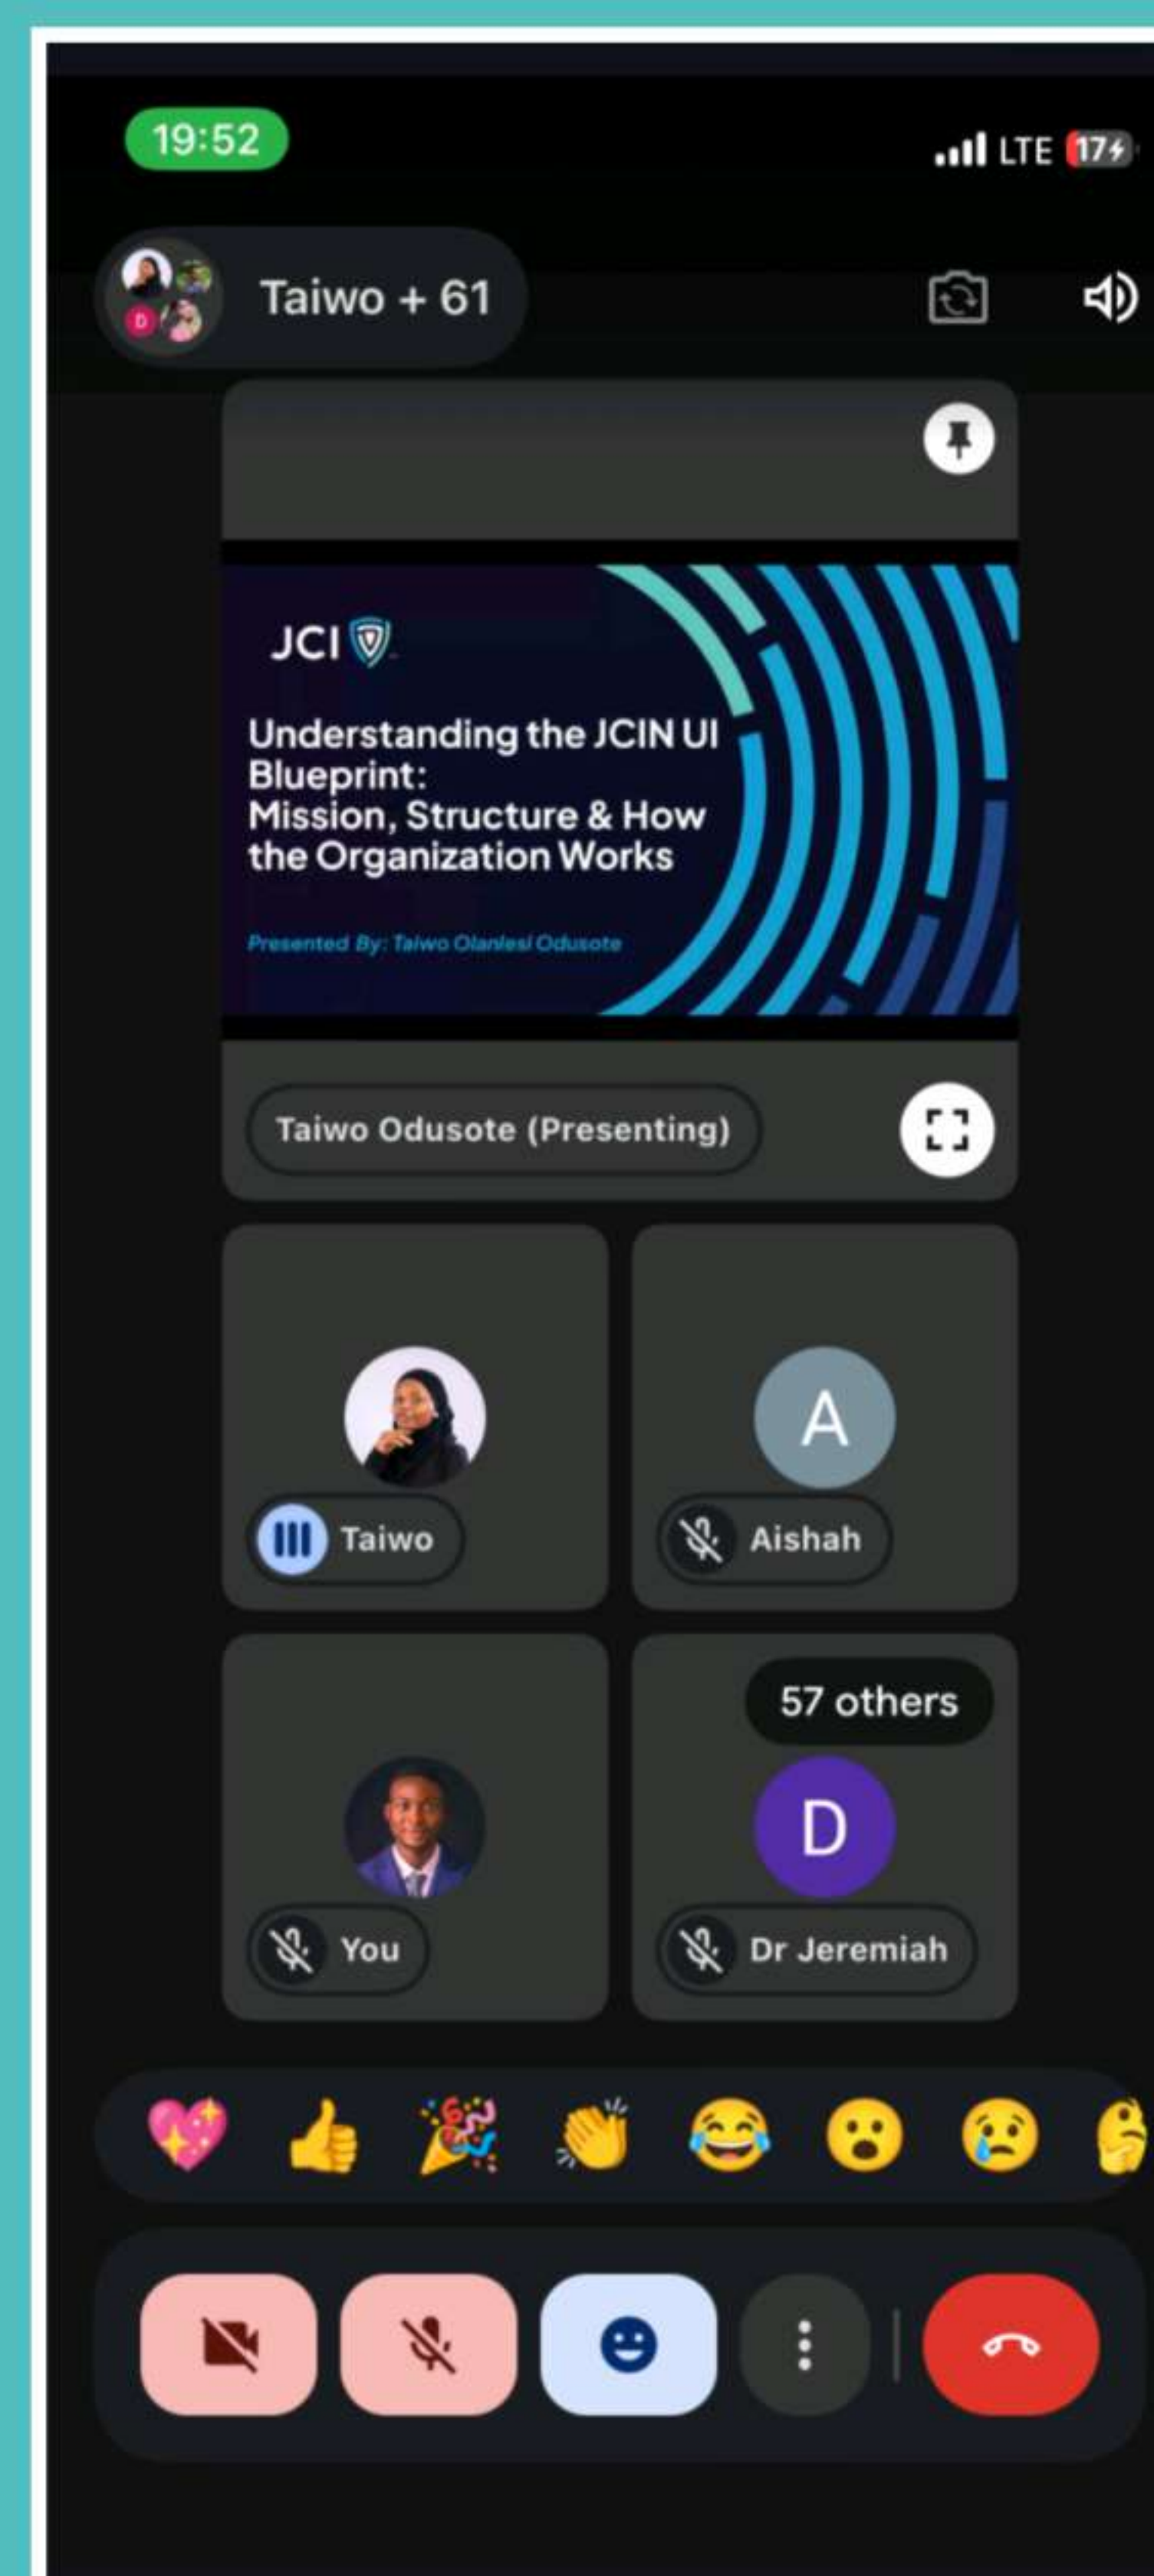 19:52
LTE 17
D
Taiwo + 61
JCI
Understanding the JCIN UI
Blueprint:
Mission, Structure & How
the Organization Works
Presented By: Taiwo Olanlesi Odusote
Taiwo Odusote (Presenting)
A
Taiwo
Aishah
57 others
D
You
Dr Jeremiah